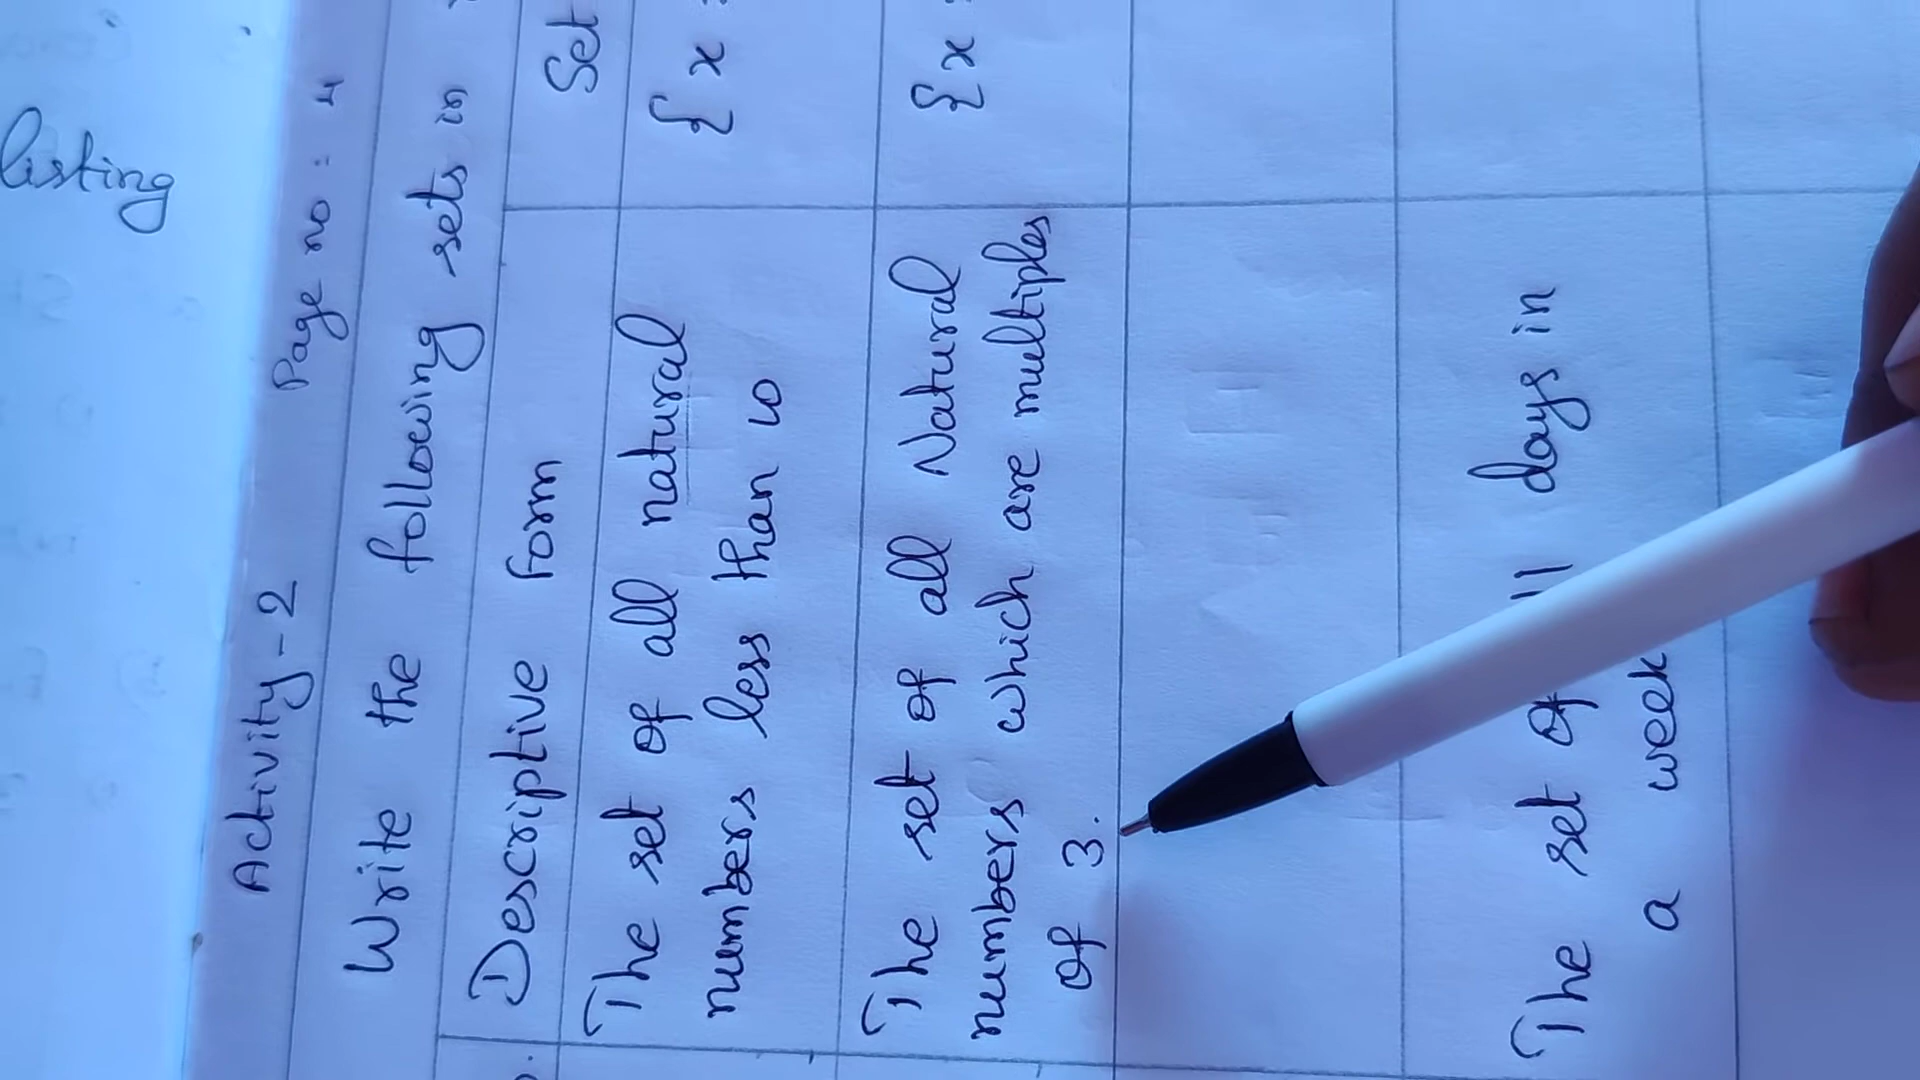 listing
Activity-2 Page no: 4
Write the following sets in
Descriptive form Set
The set of all natural { x :
numbers less than 10
The set of all Natural { x :
numbers which are multiples
of 3.
The set of days in
a week